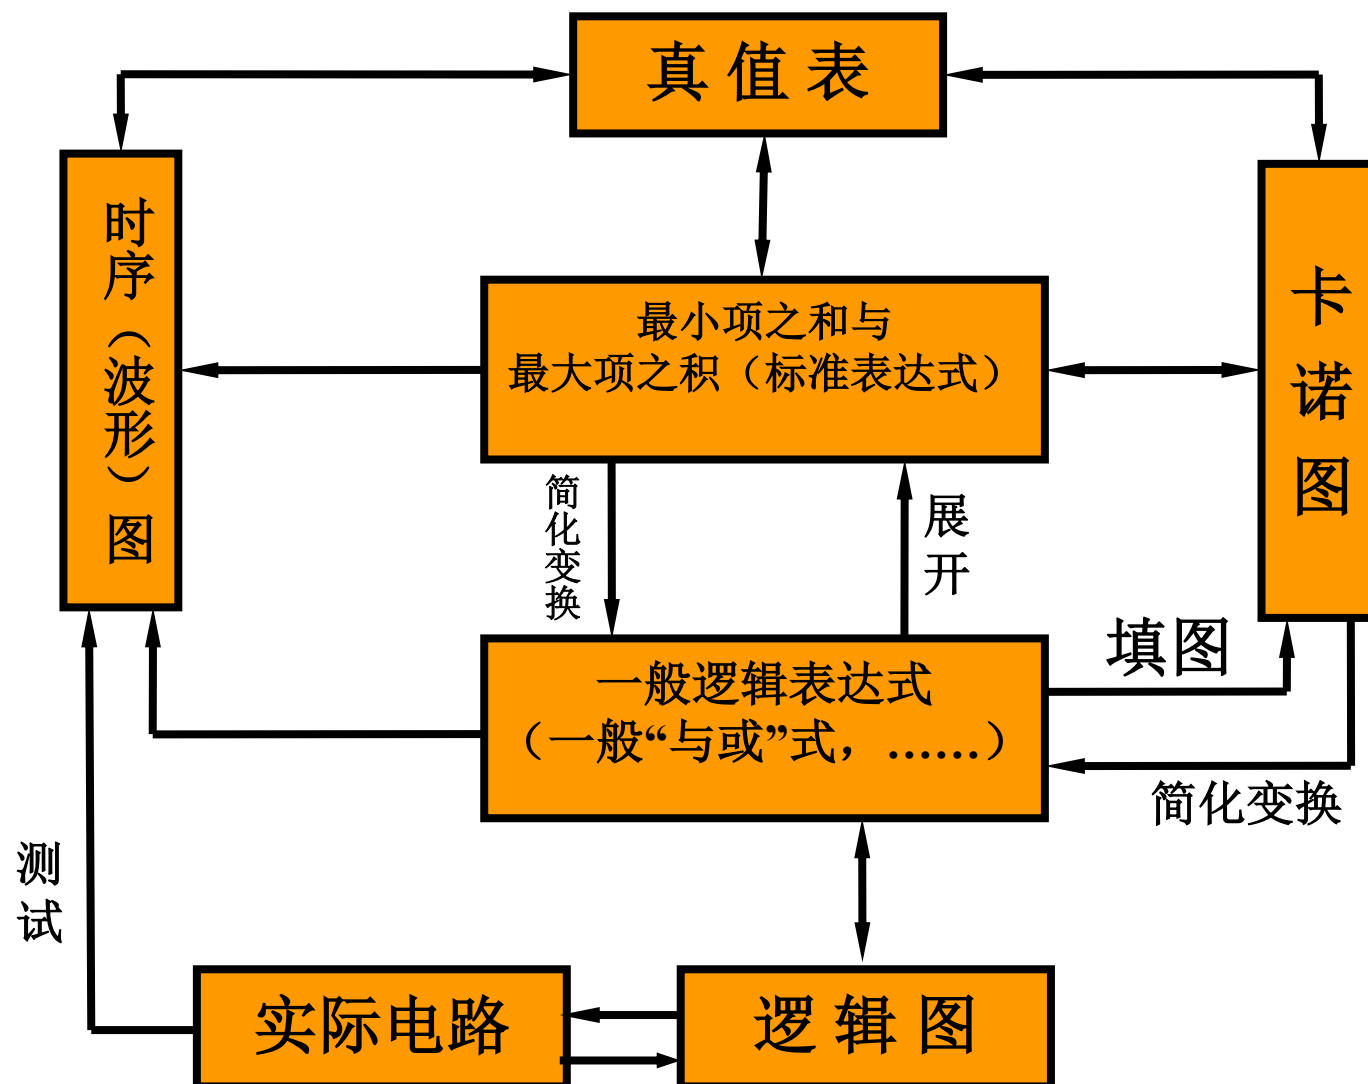 真值表
时序（波形）图
最小项之和与
最大项之积（标准表达式）
卡诺图
简化变换
展开
填图
一般逻辑表达式
（一般“与或”式，……）
简化变换
测试
实际电路
逻辑图